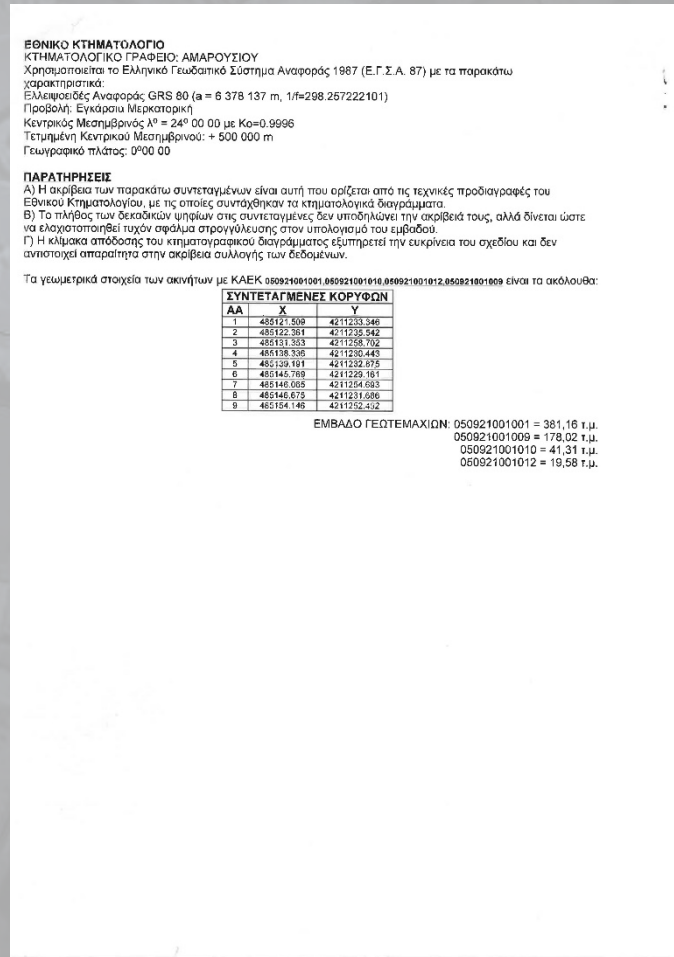 ΕΘΝΙΚΟ ΚΤΗΜΑΤΟΛΟΓΙΟ
ΚΤΗΜΑΤΟΛΟΓΙΚΟ ΓΡΑΦΕΙΟ: ΑΜΑΡΟΥΣΙΟΥ
Χρησιμοποιείται το Ελληνικό Γεωδαιτικό Σύστημα Αναφοράς 1987 (Ε.Γ.Σ.Α. 87) με τα παρακάτω
χαρακτηριστικά:
Ελλειψοειδές Αναφοράς GRS 80 (a = 6 378 137 m, 1/f=298.257222101)
Προβολή: Εγκάρσια Μερκατορική
Κεντρικός Μεσημβρινός λ⁰ = 24⁰ 00 00 με Κο=0.9996
Τετμημένη Κεντρικού Μεσημβρινού: + 500 000 m
Γεωγραφικό πλάτος: 0⁰00 00
ΠΑΡΑΤΗΡΗΣΕΙΣ
Α) Η ακρίβεια των παρακάτω συντεταγμένων είναι αυτή που ορίζεται από τις τεχνικές προδιαγραφές του
Εθνικού Κτηματολογίου, με τις οποίες συντάχθηκαν τα κτηματολογικά διαγράμματα.
Β) Το πλήθος των δεκαδικών ψηφίων στις συντεταγμένες δεν υποδηλώνει την ακρίβειά τους, αλλά δίνεται ώστε
να ελαχιστοποιηθεί τυχόν σφάλμα στρογγύλευσης στον υπολογισμό του εμβαδού.
Γ) Η κλίμακα απόδοσης του κτηματογραφικού διαγράμματος εξυπηρετεί την ευκρίνεια του σχεδίου και δεν
αντιστοιχεί απαραίτητα στην ακρίβεια συλλογής των δεδομένων.
Τα γεωμετρικά στοιχεία των ακινήτων με ΚΑΕΚ 050921001001,050921001010,050921001012,050921001009 είναι τα ακόλουθα:
ΣΥΝΤΕΤΑΓΜΕΝΕΣ ΚΟΡΥΦΩΝ
ΑΑ X Y
1 485121.509 4211233.346
2 485122.361 4211235.542
3 485131.353 4211258.702
4 485138.336 4211230.443
5 485139.191 4211232.675
6 485145.769 4211229.161
7 485146.065 4211254.693
8 485146.675 4211231.686
9 485154.146 4211252.492
ΕΜΒΑΔΟ ΓΕΩΤΕΜΑΧΙΩΝ: 050921001001 = 381,16 τ.μ.
050921001009 = 178,02 τ.μ.
050921001010 = 41,31 τ.μ.
050921001012 = 19,58 τ.μ.